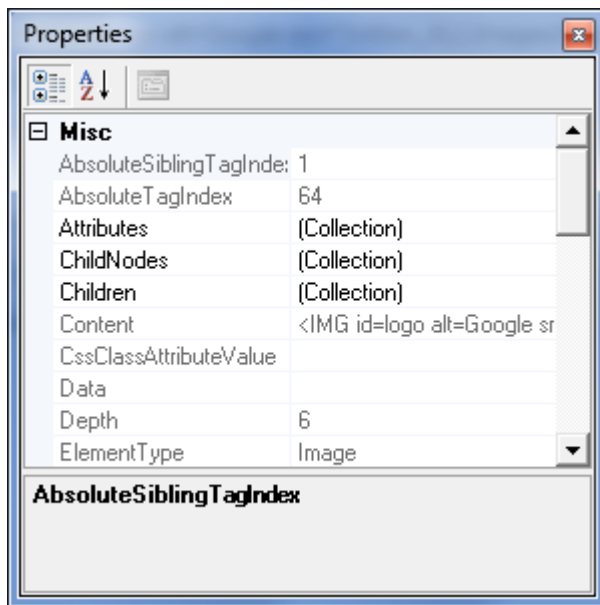 Properties
Misc
AbsoluteSiblingTagIndex 1
AbsoluteTagIndex 64
Attributes (Collection)
ChildNodes (Collection)
Children (Collection)
Content <IMG id=logo alt=Google sr
CssClassAttributeValue
Data
Depth 6
ElementType Image
AbsoluteSiblingTagIndex